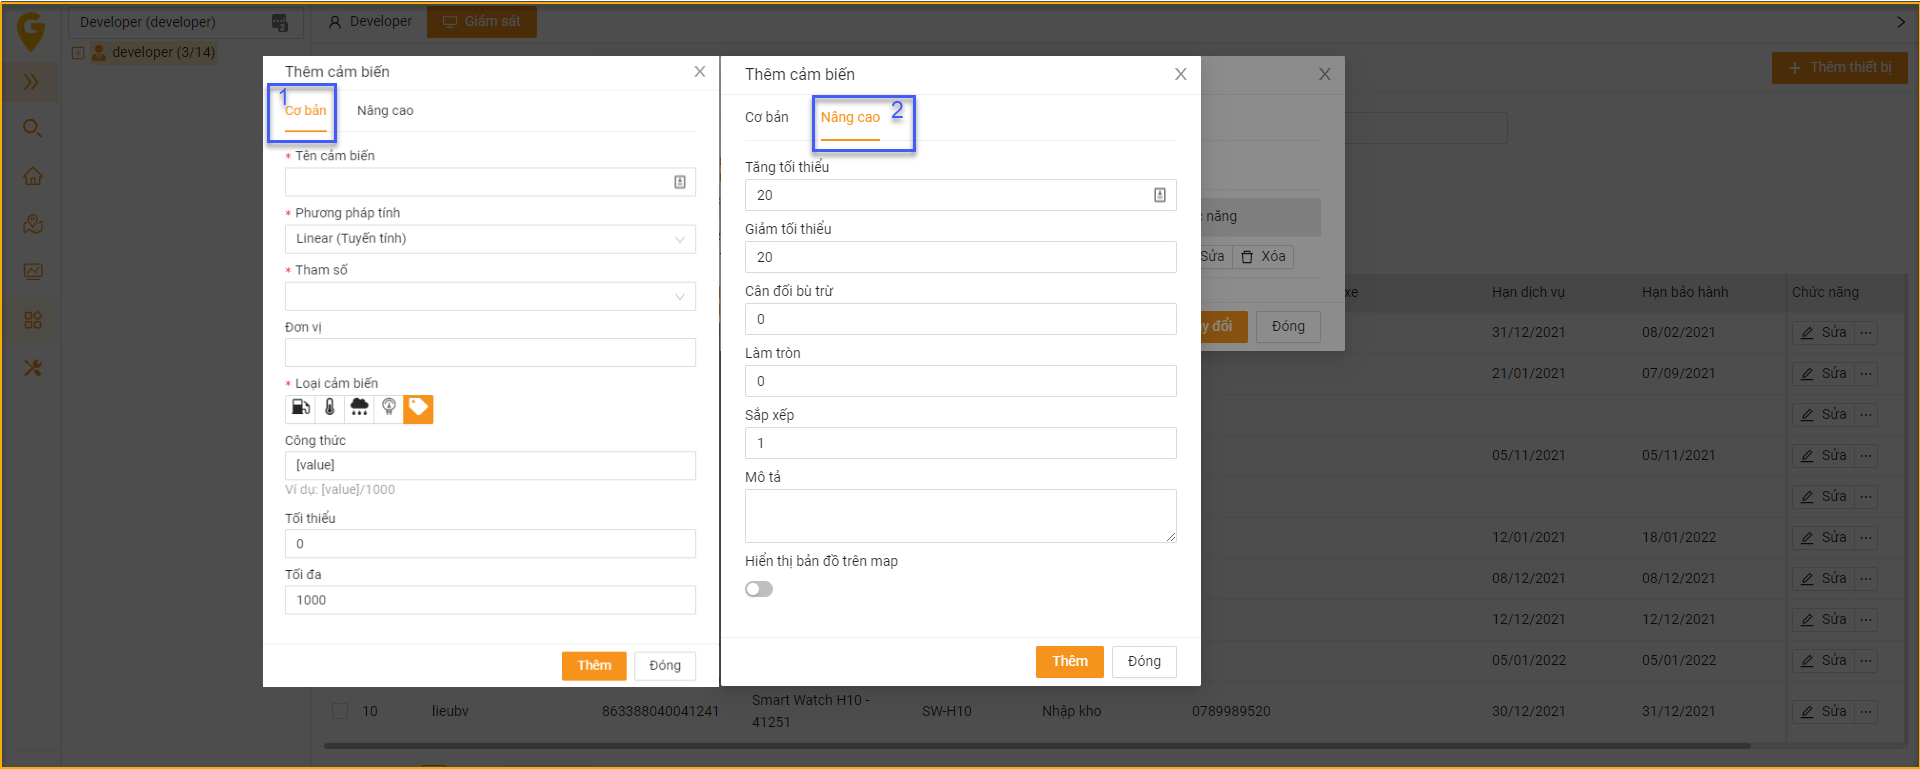 Developer (developer)
2
Developer
Giám sát
developer (3/14)
Thêm thiết bị
Thêm cảm biến
1
Cơ bản
Nâng cao
* Tên cảm biến
* Phương pháp tính
Linear (Tuyến tính)
* Tham số
Đơn vị
* Loại cảm biến
Công thức
[value]
Ví dụ: [value]/1000
Tối thiểu
0
Tối đa
1000
Thêm
Đóng
Thêm cảm biến
Cơ bản
Nâng cao
2
Tăng tối thiểu
20
Giảm tối thiểu
20
Cân đối bù trừ
0
Làm tròn
0
Sắp xếp
1
Mô tả
Hiển thị bản đồ trên map
Thêm
Đóng
năng
Sửa
Xóa
y đổi
Đóng
xe
Hạn dịch vụ
Hạn bảo hành
Chức năng
31/12/2021
08/02/2021
Sửa
21/01/2021
07/09/2021
Sửa
Sửa
05/11/2021
05/11/2021
Sửa
Sửa
12/01/2021
18/01/2022
Sửa
08/12/2021
08/12/2021
Sửa
12/12/2021
12/12/2021
Sửa
05/01/2022
05/01/2022
Sửa
10
lieubv
863388040041241
Smart Watch H10 -
41251
SW-H10
Nhập kho
0789989520
30/12/2021
31/12/2021
Sửa